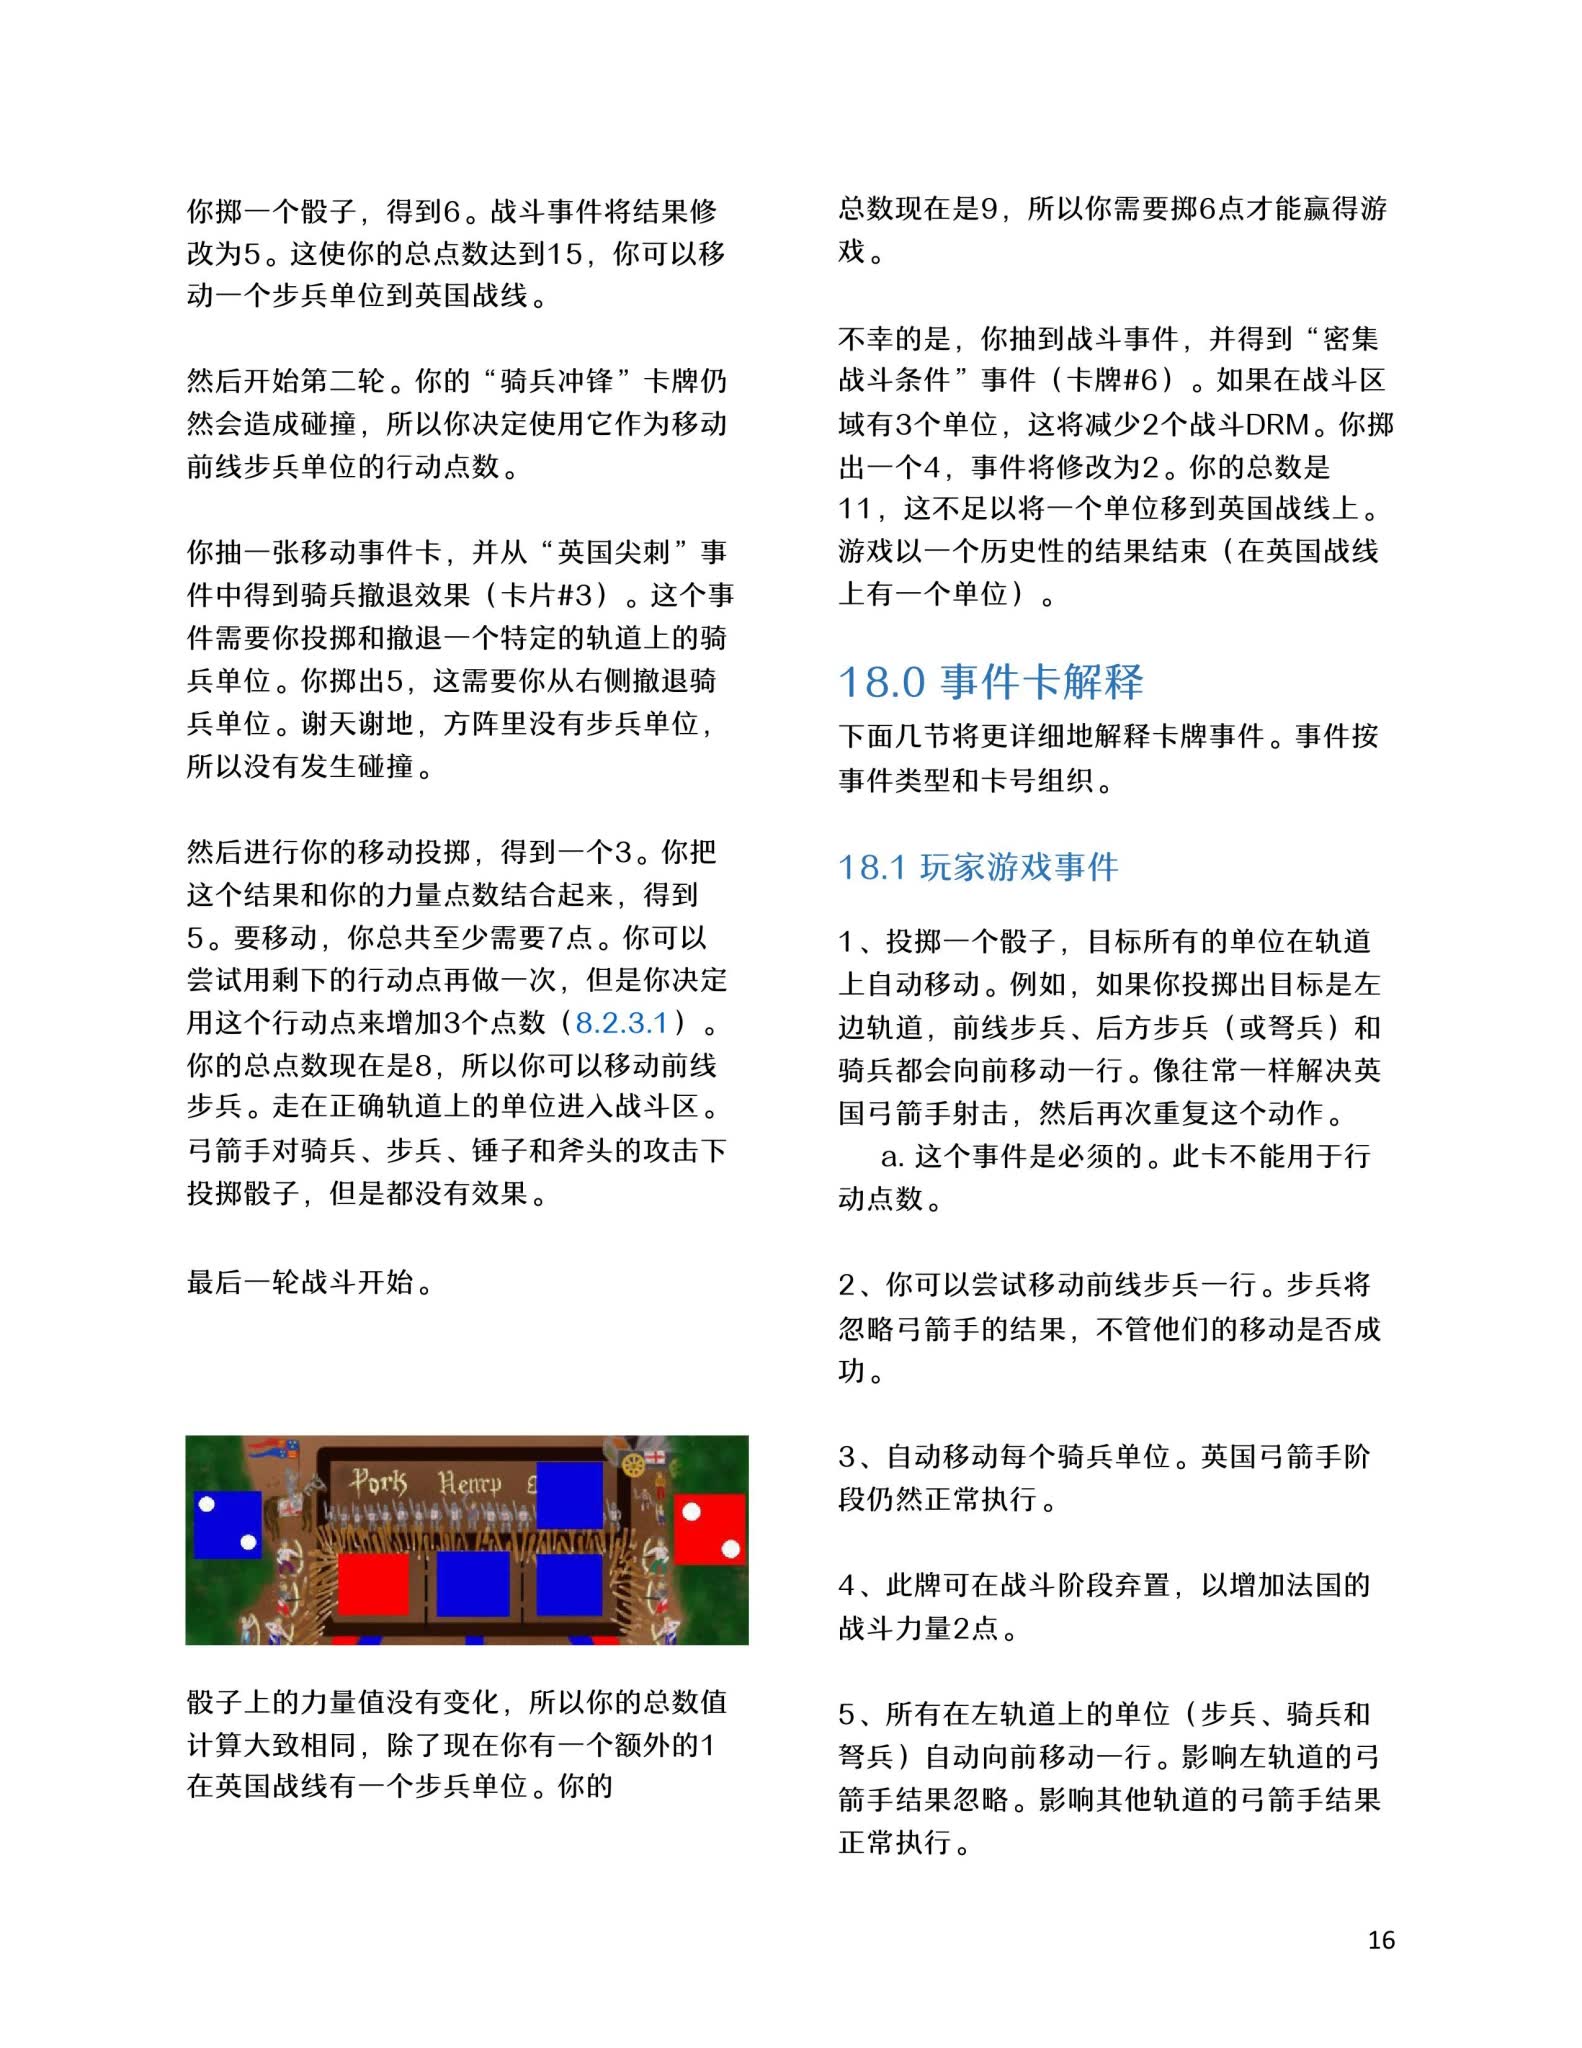 你掷一个骰子，得到6。战斗事件将结果修
改为5。这使你的总点数达到15，你可以移
动一个步兵单位到英国战线。
然后开始第二轮。你的“骑兵冲锋”卡牌仍
然会造成碰撞，所以你决定使用它作为移动
前线步兵单位的行动点数。
你抽一张移动事件卡，并从“英国尖刺”事
件中得到骑兵撤退效果（卡片#3）。这个事
件需要你投掷和撤退一个特定的轨道上的骑
兵单位。你掷出5，这需要你从右侧撤退骑
兵单位。谢天谢地，方阵里没有步兵单位，
所以没有发生碰撞。
然后进行你的移动投掷，得到一个3。你把
这个结果和你的力量点数结合起来，得到
5。要移动，你总共至少需要7点。你可以
尝试用剩下的行动点再做一次，但是你决定
用这个行动点来增加3个点数（8.2.3.1）。
你的总点数现在是8，所以你可以移动前线
步兵。走在正确轨道上的单位进入战斗区。
弓箭手对骑兵、步兵、锤子和斧头的攻击下
投掷骰子，但是都没有效果。
最后一轮战斗开始。
York Henry
骰子上的力量值没有变化，所以你的总数值
计算大致相同，除了现在你有一个额外的1
在英国战线有一个步兵单位。你的
总数现在是9，所以你需要掷6点才能赢得游
戏。
不幸的是，你抽到战斗事件，并得到“密集
战斗条件”事件（卡牌#6）。如果在战斗区
域有3个单位，这将减少2个战斗DRM。你掷
出一个4，事件将修改为2。你的总数是
11，这不足以将一个单位移到英国战线上。
游戏以一个历史性的结果结束（在英国战线
上有一个单位）。
18.0 事件卡解释
下面几节将更详细地解释卡牌事件。事件按
事件类型和卡号组织。
18.1 玩家游戏事件
1、投掷一个骰子，目标所有的单位在轨道
上自动移动。例如，如果你投掷出目标是左
边轨道，前线步兵、后方步兵（或弩兵）和
骑兵都会向前移动一行。像往常一样解决英
国弓箭手射击，然后再次重复这个动作。
a. 这个事件是必须的。此卡不能用于行
动点数。
2、你可以尝试移动前线步兵一行。步兵将
忽略弓箭手的结果，不管他们的移动是否成
功。
3、自动移动每个骑兵单位。英国弓箭手阶
段仍然正常执行。
4、此牌可在战斗阶段弃置，以增加法国的
战斗力量2点。
5、所有在左轨道上的单位（步兵、骑兵和
弩兵）自动向前移动一行。影响左轨道的弓
箭手结果忽略。影响其他轨道的弓箭手结果
正常执行。
16